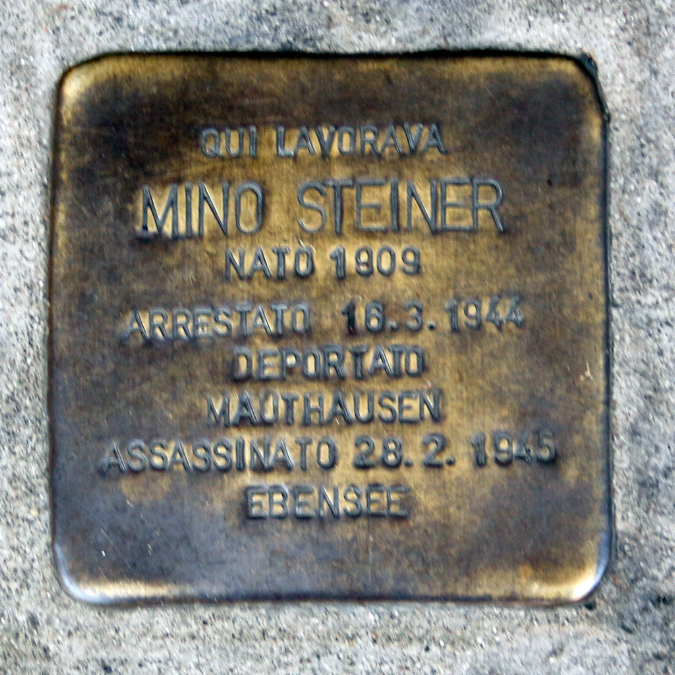 QUI LAVORAVA
MINO STEINER
NATO 1909
ARRESTATO 16.3.1944
DEPORTATO
MAUTHAUSEN
ASSASSINATO 28.2.1945
EBENSEE